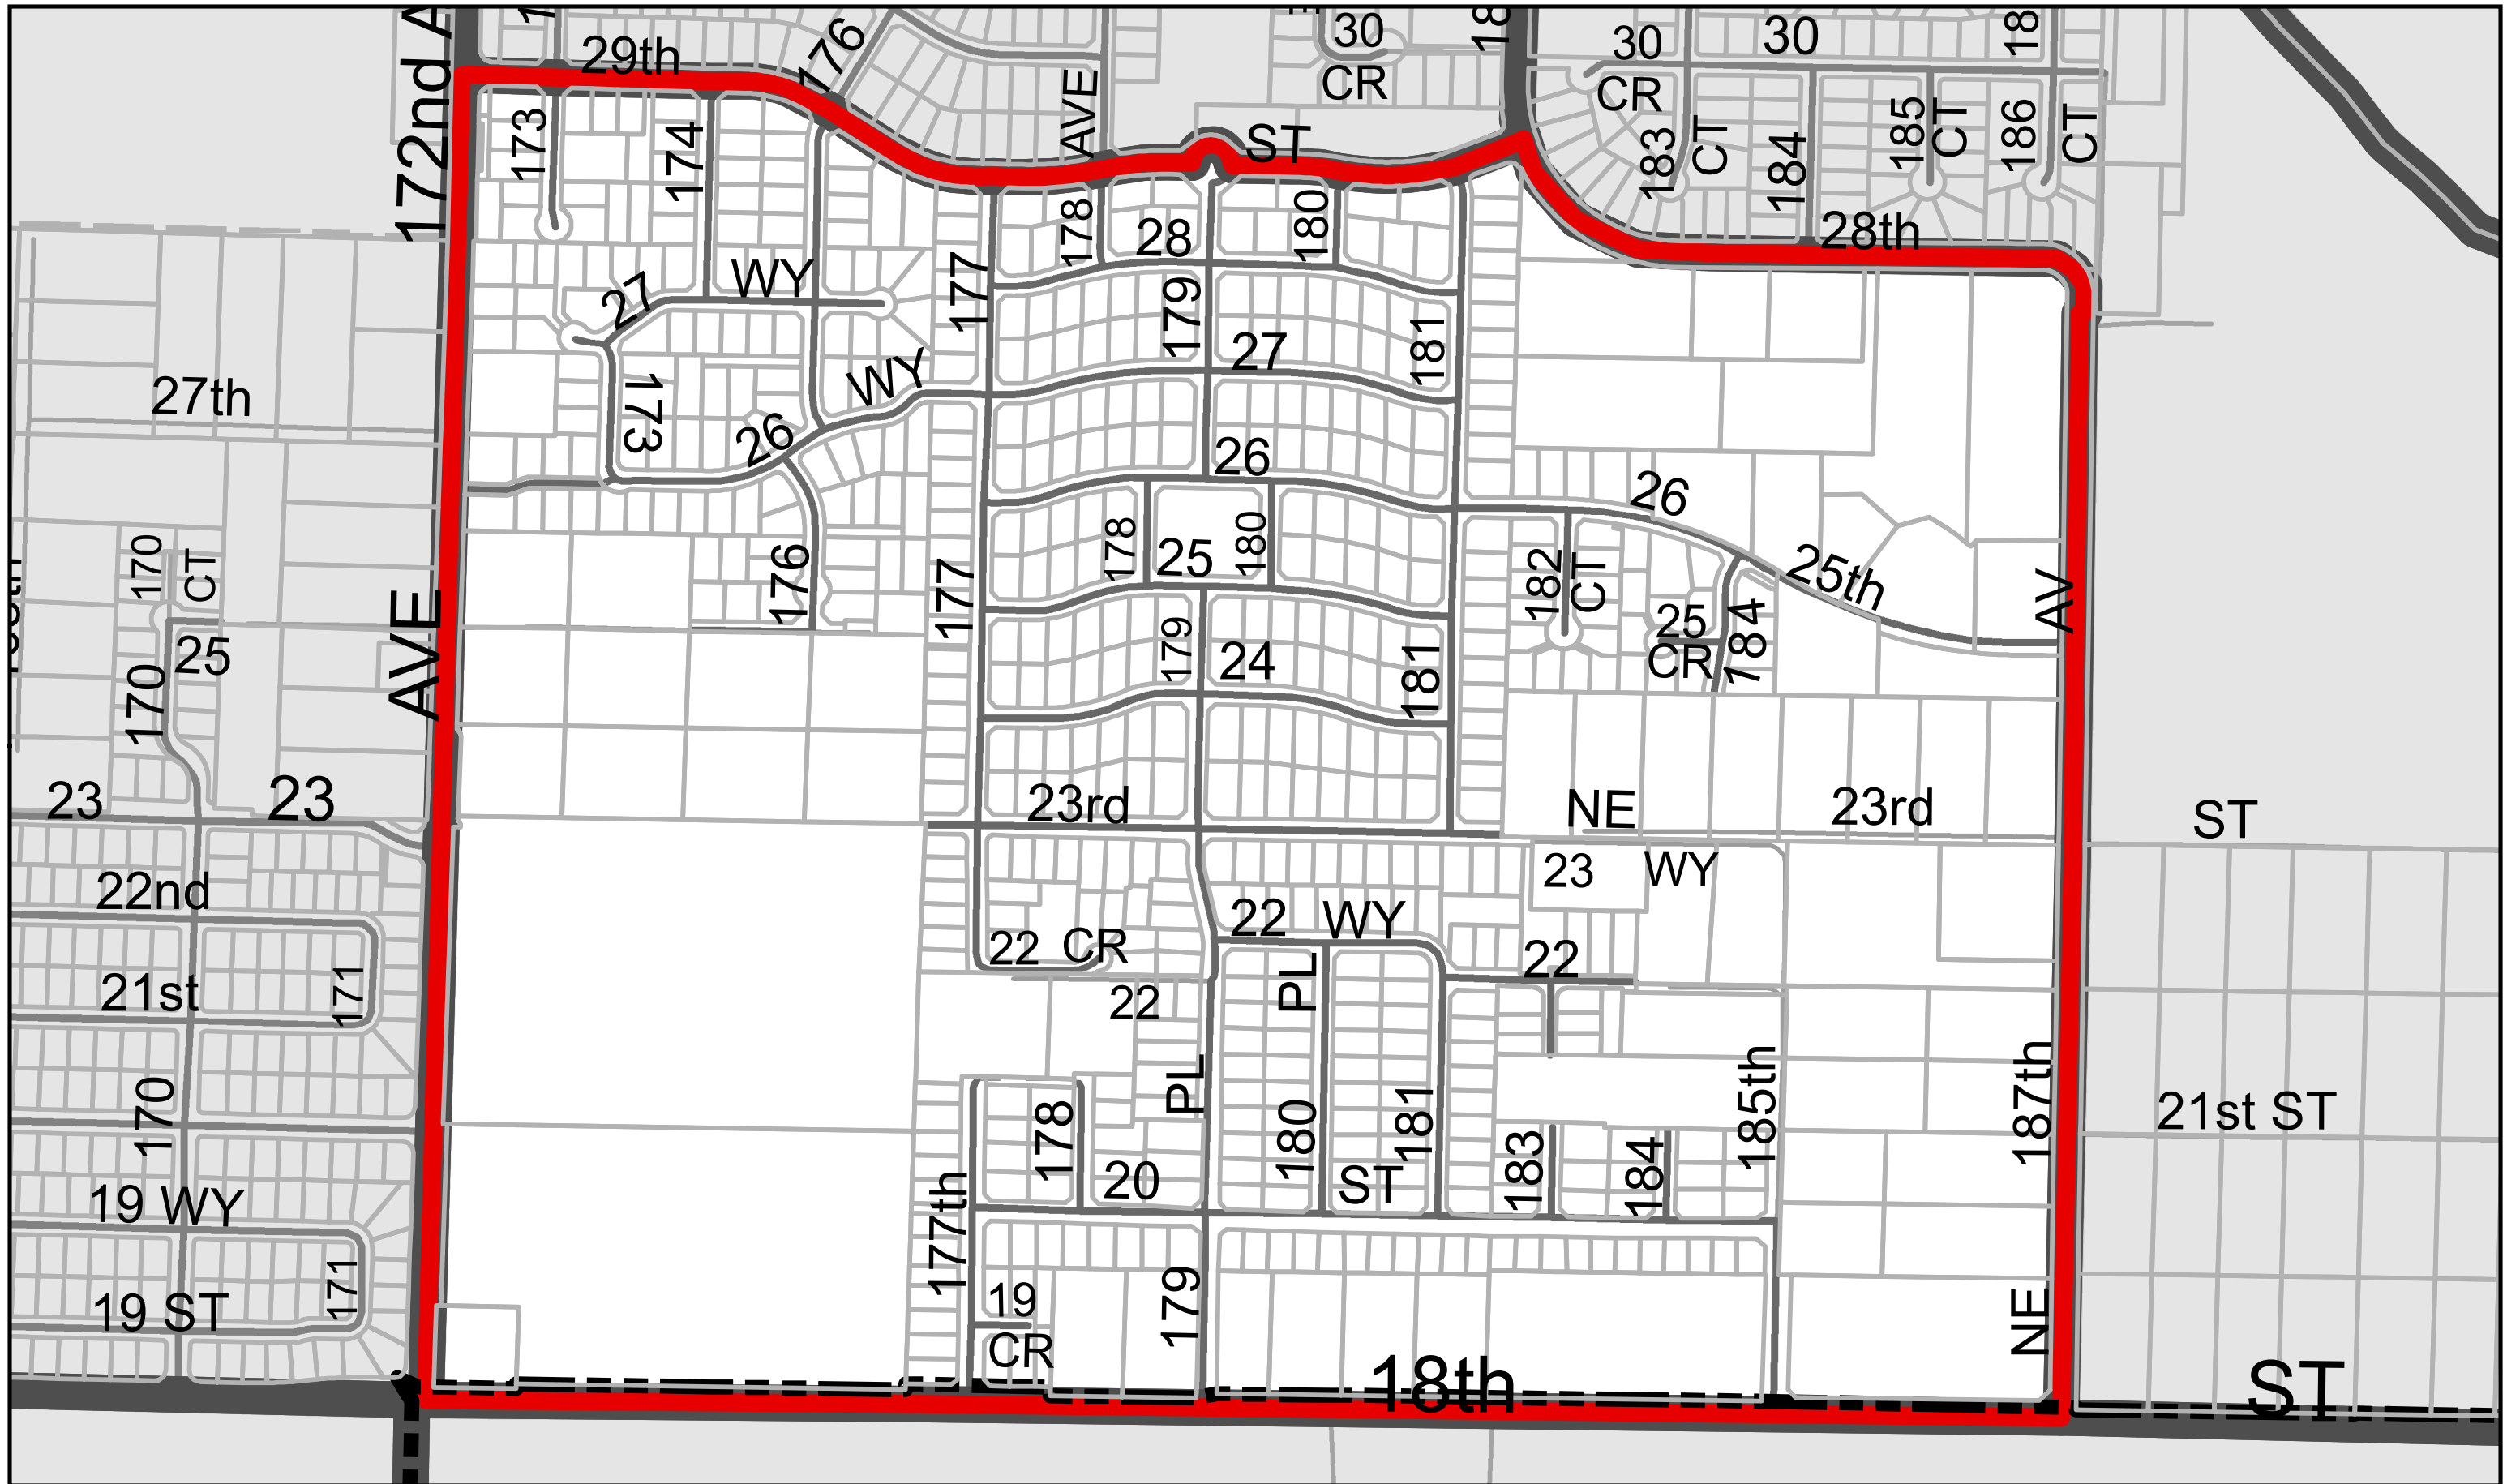 172nd AVE
29th
ST
176
AVE
30
CR
30
CR
30
183
CT
184
185
CT
186
CT
28th
173
174
178
28
180
177
WY
27
179
27
181
WY
27th
173
26
26
26
170
CT
178
25
180
182
CT
25th
AV
176
177
25
170
179
24
181
25
CR
184
23
23
23rd
NE
23rd
ST
23
WY
22nd
22
WY
22
CR
22
PL
21st
171
22
170
PL
178
180
181
185th
187th
21st ST
183
184
20
ST
19 WY
177th
19 ST
171
19
CR
179
NE
18th
ST